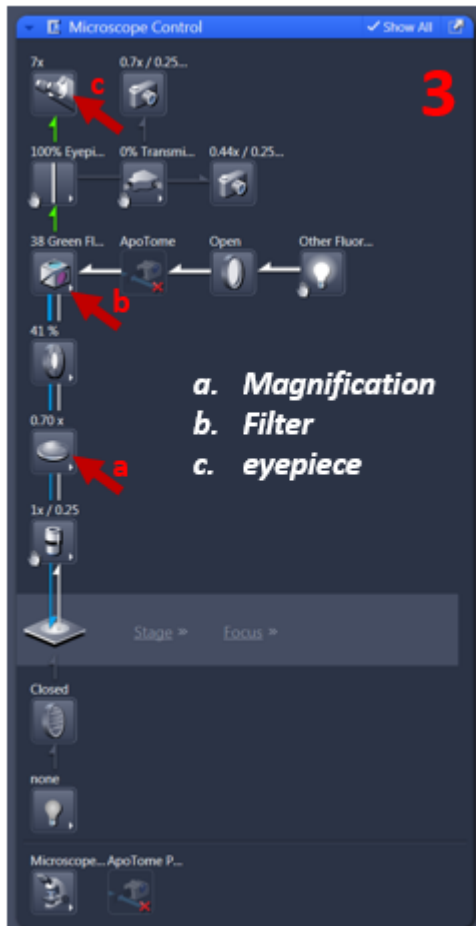 Microscope Control
Show All
3
7x
0.7x / 0.25...
c
100% Eyepi...
0% Transmi...
0.44x / 0.25...
38 Green Fl...
ApoTome
Open
Other Fluor...
b
41 %
a. Magnification
b. Filter
c. eyepiece
0.70 x
a
1x / 0.25
Stage »
Focus »
Closed
none
Microscope...
ApoTome P...